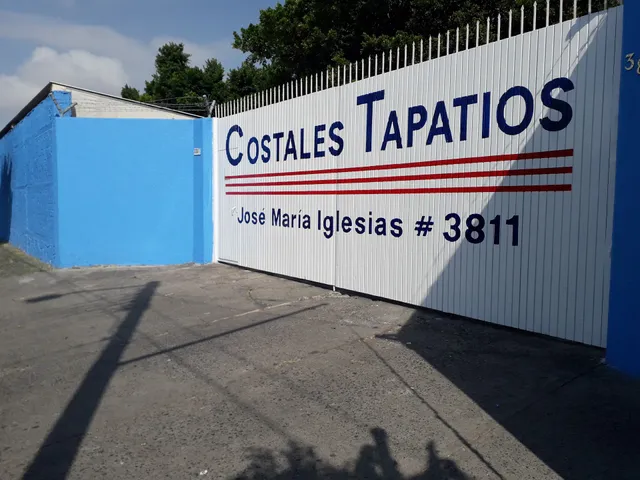 Costales Tapatios
José María Iglesias # 3811